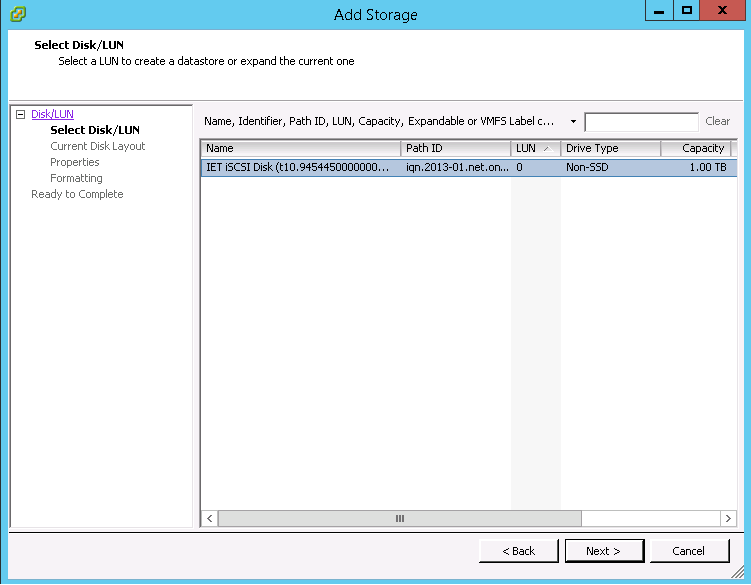 Add Storage
Select Disk/LUN
Select a LUN to create a datastore or expand the current one
Disk/LUN
Select Disk/LUN
Current Disk Layout
Properties
Formatting
Ready to Complete
Name, Identifier, Path ID, LUN, Capacity, Expandable or VMFS Label c... Clear
Name Path ID LUN Drive Type Capacity
IET iSCSI Disk (t10.9454450000000... iqn.2013-01.net.on... 0 Non-SSD 1.00 TB
< Back Next > Cancel